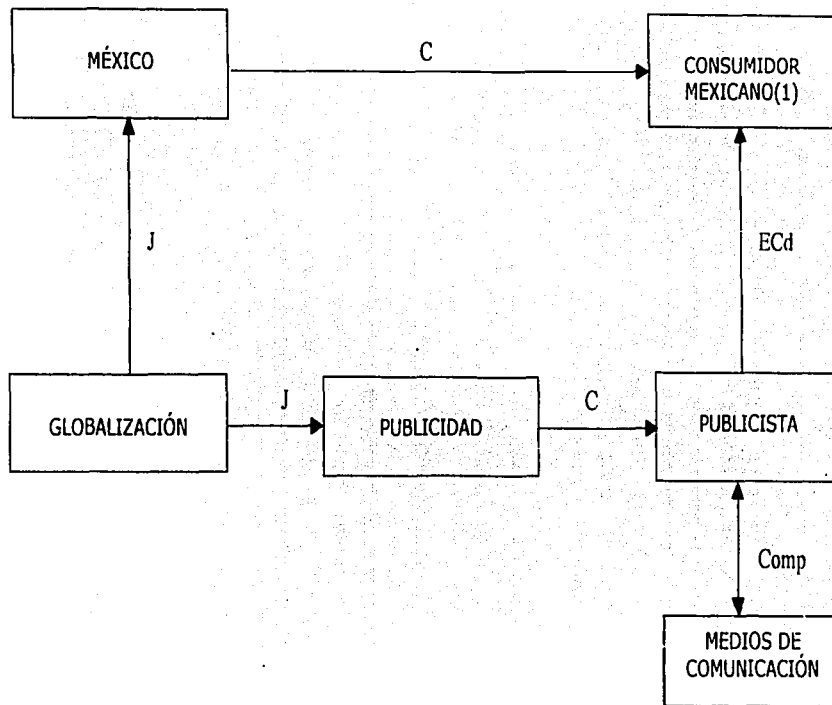 MÉXICO
C
CONSUMIDOR
MEXICANO(1)
J
ECd
GLOBALIZACIÓN
J
PUBLICIDAD
C
PUBLICISTA
Comp
MEDIOS DE
COMUNICACIÓN